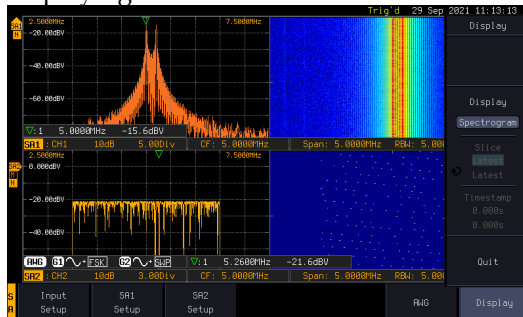 Trig'd 29 Sep 2021 11:13:13
2.5000MHz 7.5000MHz Display
SA1
N
-20.00dBV
-40.00dBV
-60.00dBV
Display
Spectrogram
▽:1 5.0000MHz -15.6dBV
SA1 : CH1 10dB 5.00Div CF: 5.0000MHz Span: 5.0000MHz RBW: 5.00
Slice
Latest
Latest
2.5000MHz 7.5000MHz
SA2
0.000dBV
N
-20.00dBV
-40.00dBV
Timestamp
0.000s
0.000s
AWG G1 FSK G2 SWP ▽:1 5.2600MHz -21.6dBV
Quit
SA2 : CH2 10dB 3.00Div CF: 5.0000MHz Span: 5.0000MHz RBW: 5.00
SA
Input Setup SA1 Setup SA2 Setup AWG Display